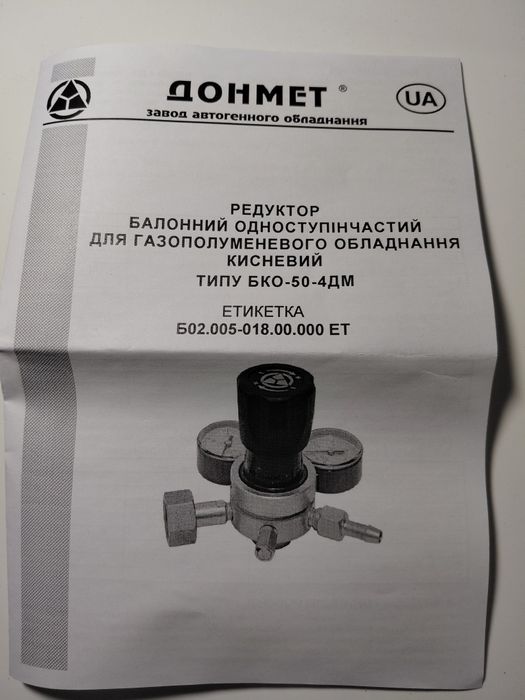 ДОНМЕТ ®
завод автогенного обладнання
UA
РЕДУКТОР
БАЛОННИЙ ОДНОСТУПІНЧАСТИЙ
ДЛЯ ГАЗОПОЛУМЕНЕВОГО ОБЛАДНАННЯ
КИСНЕВИЙ
ТИПУ БКО-50-4ДМ
ЕТИКЕТКА
Б02.005-018.00.000 ЕТ